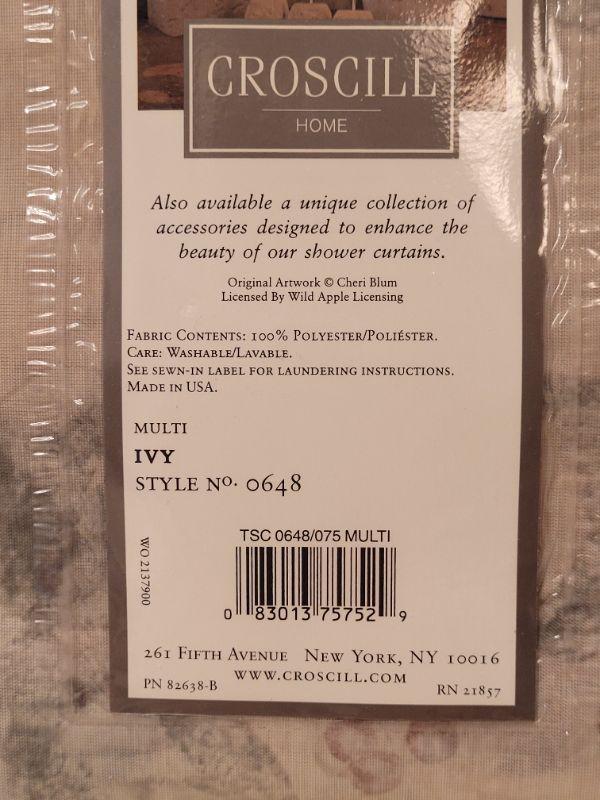 CROSCILL
HOME
Also available a unique collection of
accessories designed to enhance the
beauty of our shower curtains.
Original Artwork © Cheri Blum
Licensed By Wild Apple Licensing
FABRIC CONTENTS: 100% POLYESTER/POLIÉSTER.
CARE: WASHABLE/LAVABLE.
SEE SEWN-IN LABEL FOR LAUNDERING INSTRUCTIONS.
MADE IN USA.
MULTI
IVY
STYLE No. 0648
TSC 0648/075 MULTI
WO 2137900
0 83013 75752 9
261 FIFTH AVENUE NEW YORK, NY 10016
WWW.CROSCILL.COM
PN 82638-B
RN 21857